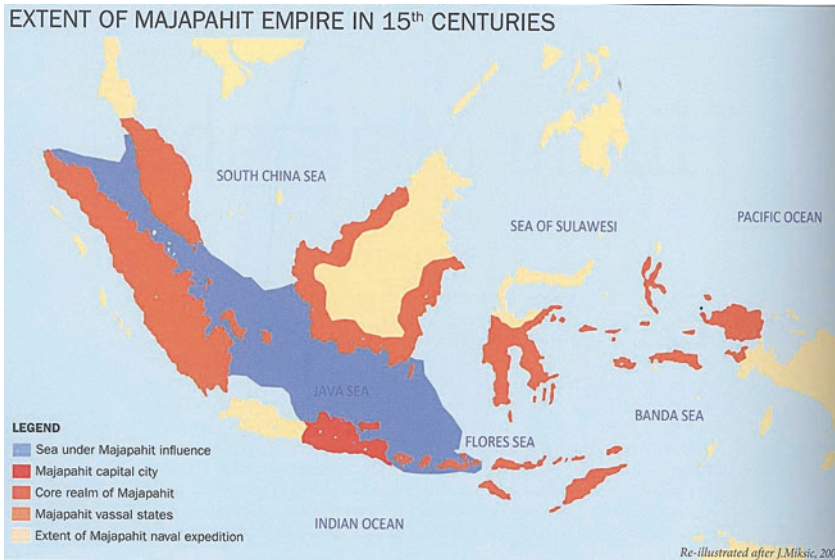 EXTENT OF MAJAPAHIT EMPIRE IN 15th CENTURIES
SOUTH CHINA SEA
SEA OF SULAWESI
PACIFIC OCEAN
JAVA SEA
BANDA SEA
FLORES SEA
INDIAN OCEAN
LEGEND
Sea under Majapahit influence
Majapahit capital city
Core realm of Majapahit
Majapahit vassal states
Extent of Majapahit naval expedition
Re-illustrated after J.Miksic, 200